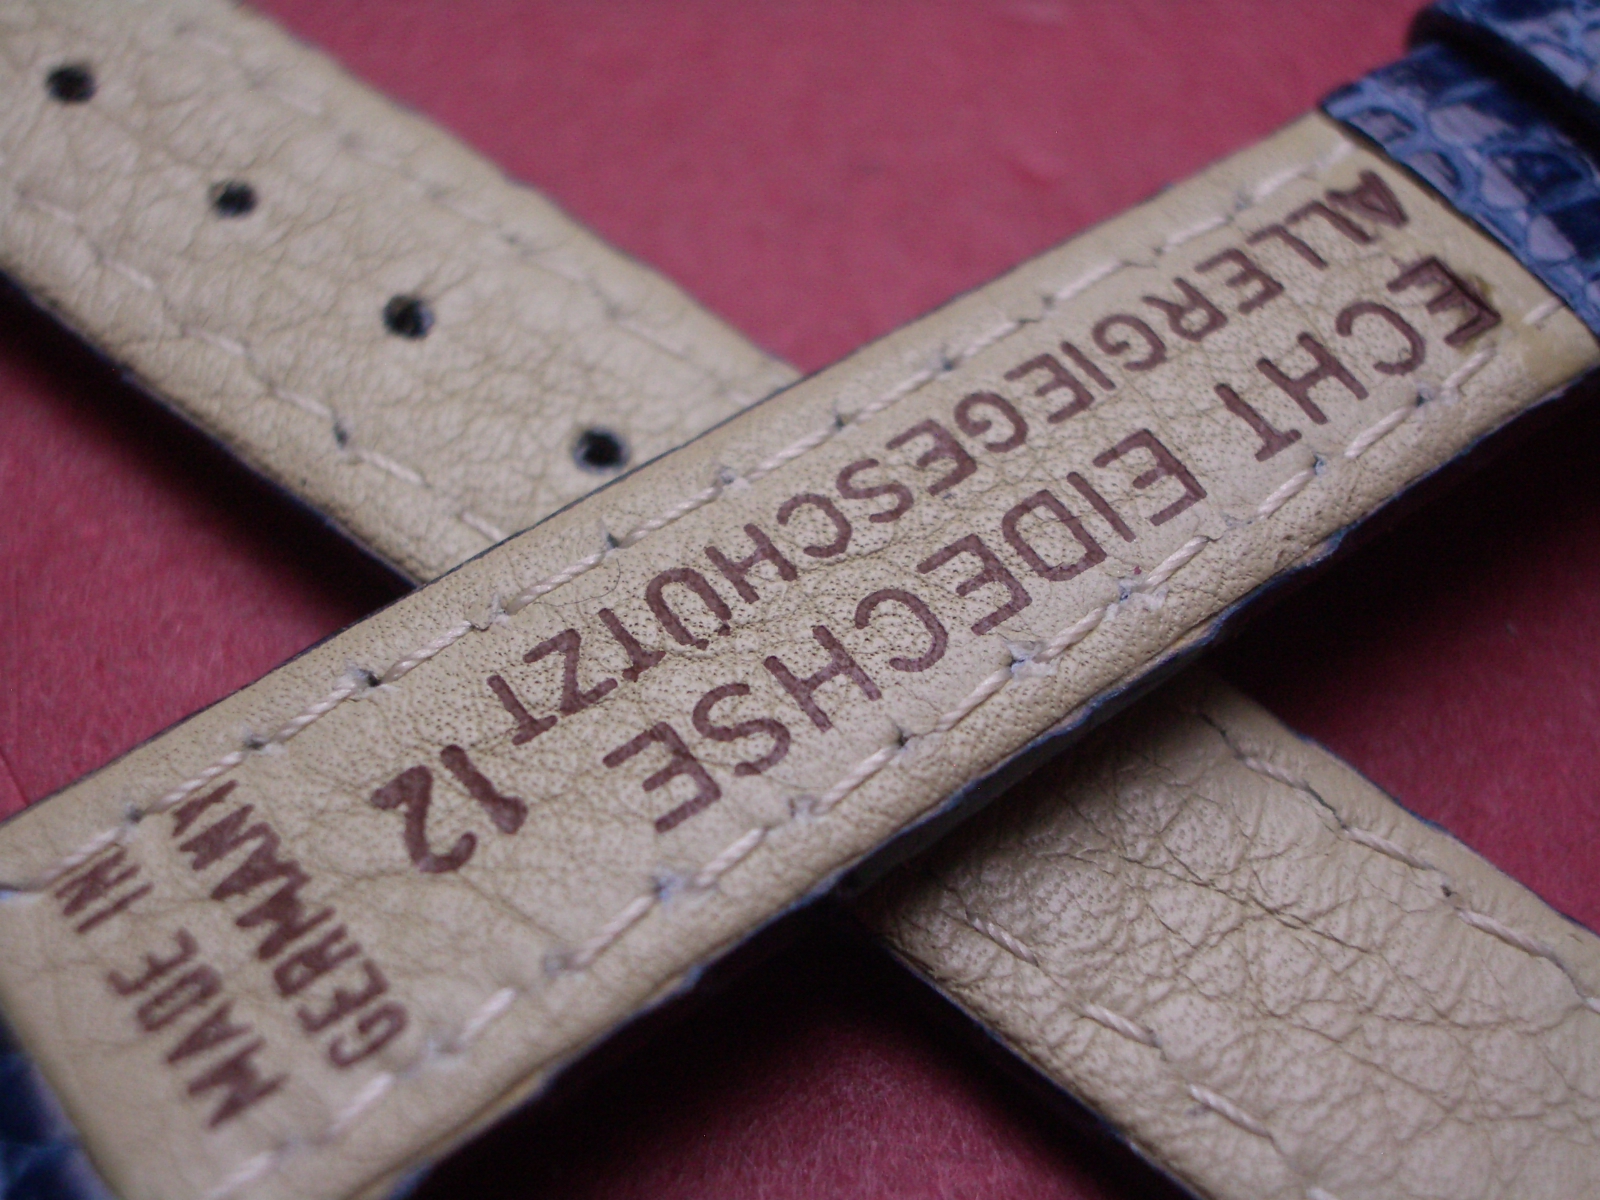 ECHT EIDECHSE
ALLERGIEGESCHÜTZT
12
MADE IN
GERMANY